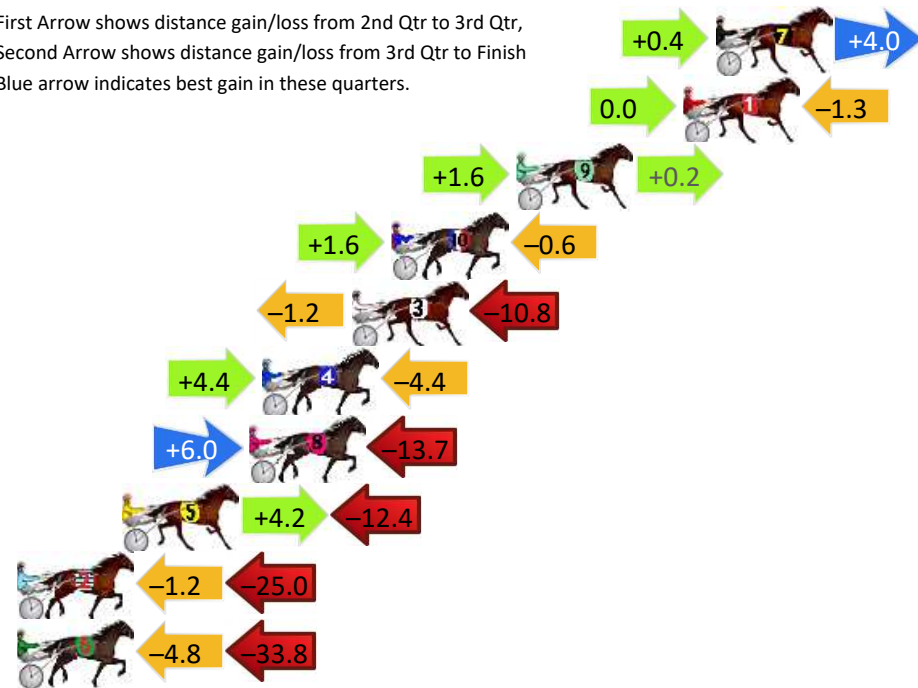 First Arrow shows distance gain/loss from 2nd Qtr to 3rd Qtr,
Second Arrow shows distance gain/loss from 3rd Qtr to Finish
Blue arrow indicates best gain in these quarters.
+0.4 7 +4.0
0.0 1 –1.3
+1.6 9 +0.2
+1.6 10 –0.6
–1.2 3 –10.8
+4.4 4 –4.4
+6.0 8 –13.7
5 +4.2 –12.4
2 –1.2 –25.0
6 –4.8 –33.8